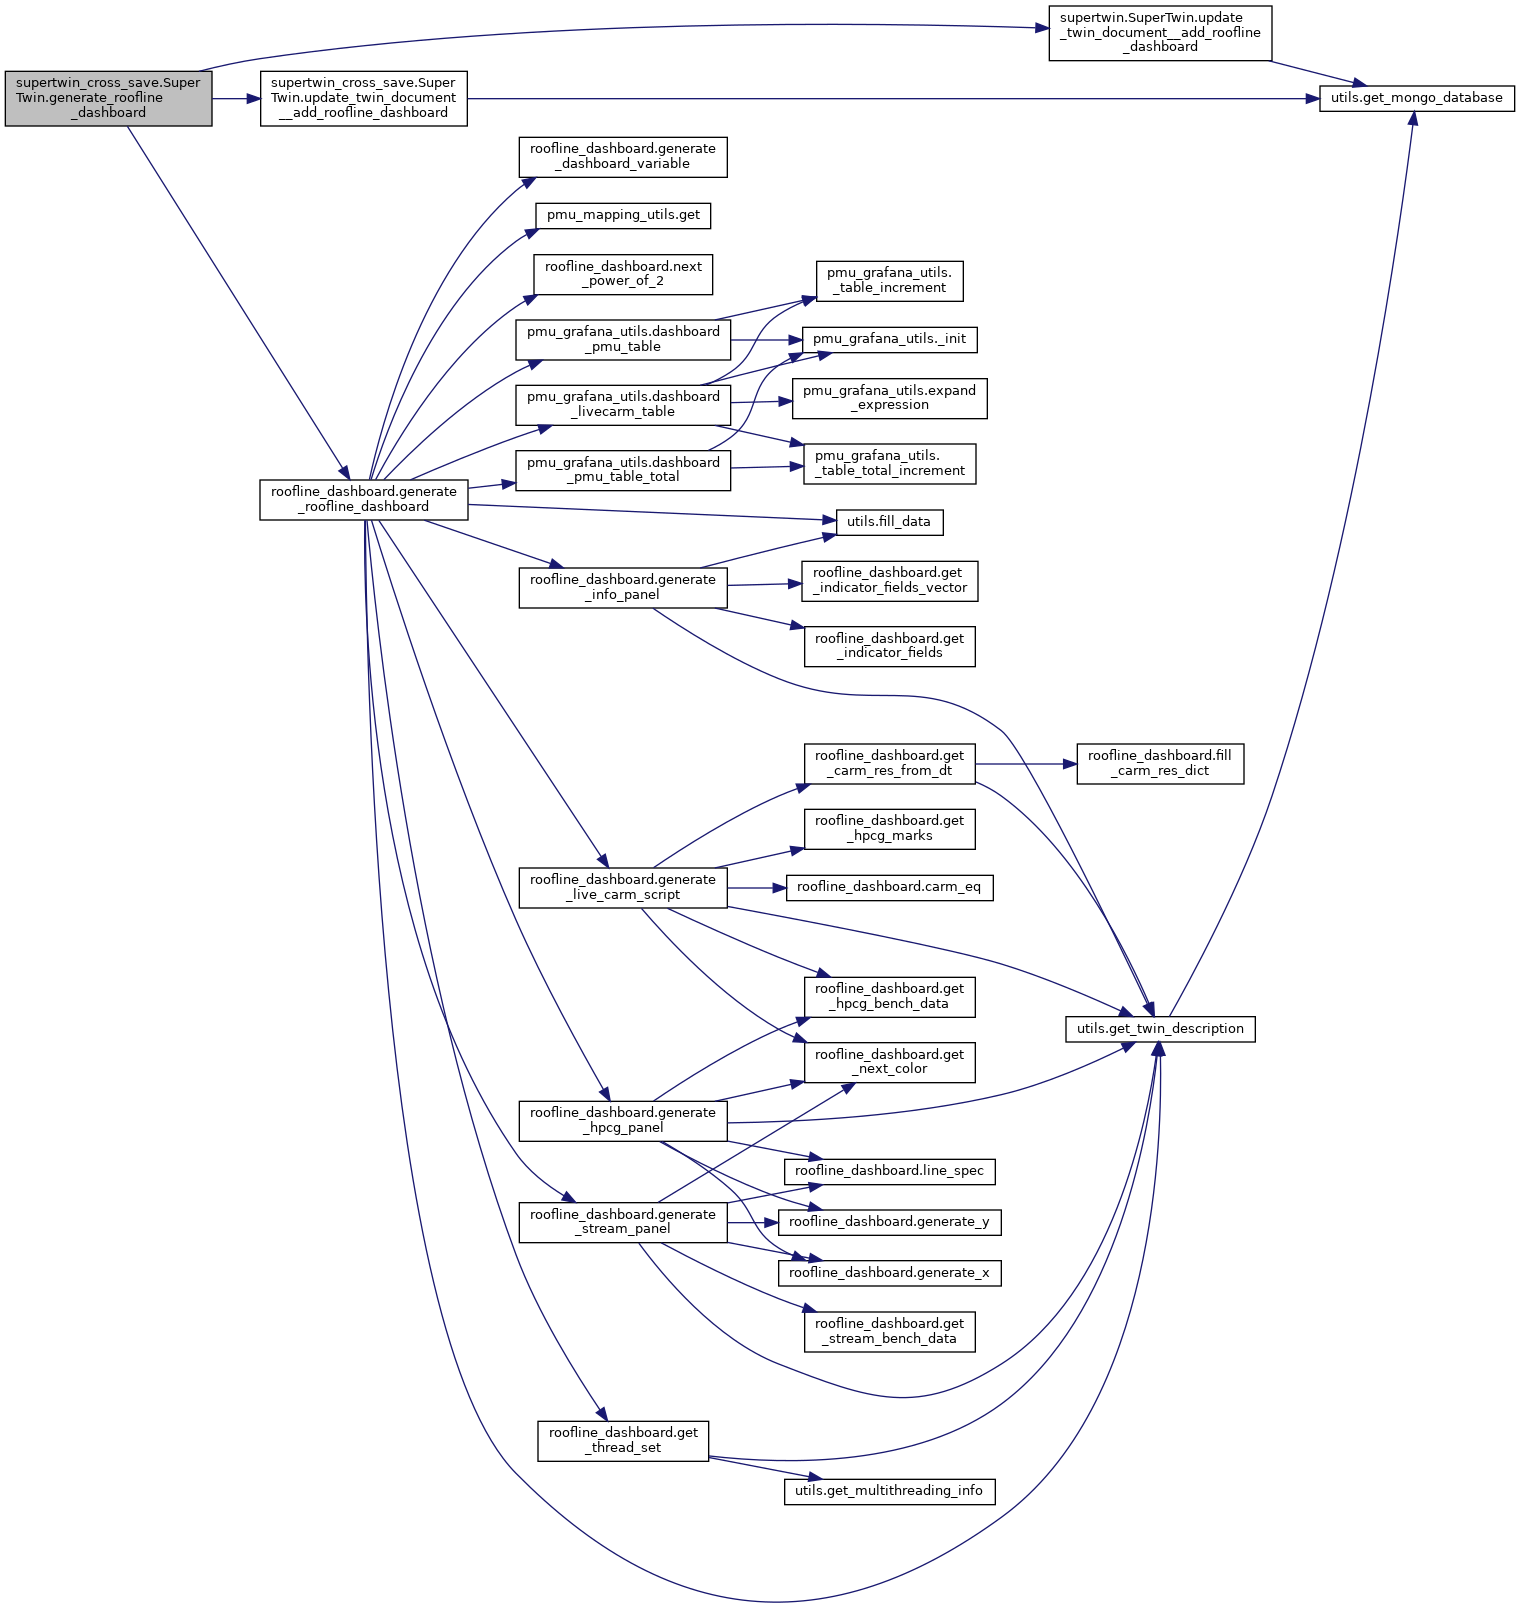 supertwin.SuperTwin.update
_twin_document__add_roofline
_dashboard
supertwin_cross_save.Super
Twin.generate_roofline
_dashboard
supertwin_cross_save.Super
Twin.update_twin_document
__add_roofline_dashboard
utils.get_mongo_database
roofline_dashboard.generate
_dashboard_variable
pmu_mapping_utils.get
roofline_dashboard.next
_power_of_2
pmu_grafana_utils.
_table_increment
pmu_grafana_utils.dashboard
_pmu_table
pmu_grafana_utils._init
pmu_grafana_utils.dashboard
_livecarm_table
pmu_grafana_utils.expand
_expression
pmu_grafana_utils.dashboard
_pmu_table_total
pmu_grafana_utils.
_table_total_increment
roofline_dashboard.generate
_roofline_dashboard
utils.fill_data
roofline_dashboard.generate
_info_panel
roofline_dashboard.get
_indicator_fields_vector
roofline_dashboard.get
_indicator_fields
roofline_dashboard.get
_carm_res_from_dt
roofline_dashboard.fill
_carm_res_dict
roofline_dashboard.get
_hpcg_marks
roofline_dashboard.generate
_live_carm_script
roofline_dashboard.carm_eq
roofline_dashboard.get
_hpcg_bench_data
utils.get_twin_description
roofline_dashboard.get
_next_color
roofline_dashboard.generate
_hpcg_panel
roofline_dashboard.line_spec
roofline_dashboard.generate
_stream_panel
roofline_dashboard.generate_y
roofline_dashboard.generate_x
roofline_dashboard.get
_stream_bench_data
roofline_dashboard.get
_thread_set
utils.get_multithreading_info